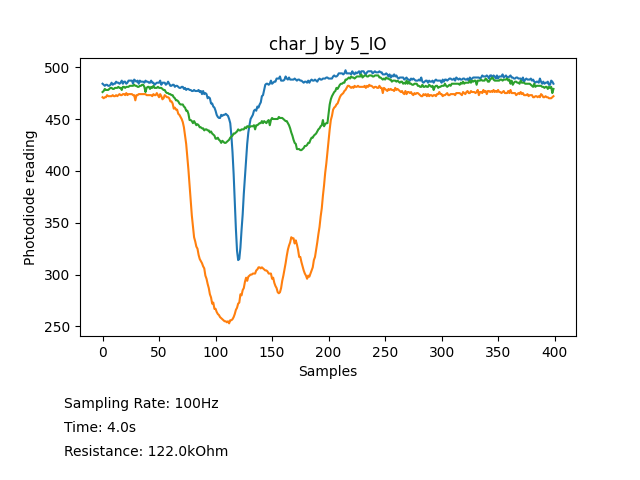 char_J by 5_IO
500
450
400
350
300
250
Photodiode reading
0 50 100 150 200 250 300 350 400
Samples
Sampling Rate: 100Hz
Time: 4.0s
Resistance: 122.0kOhm